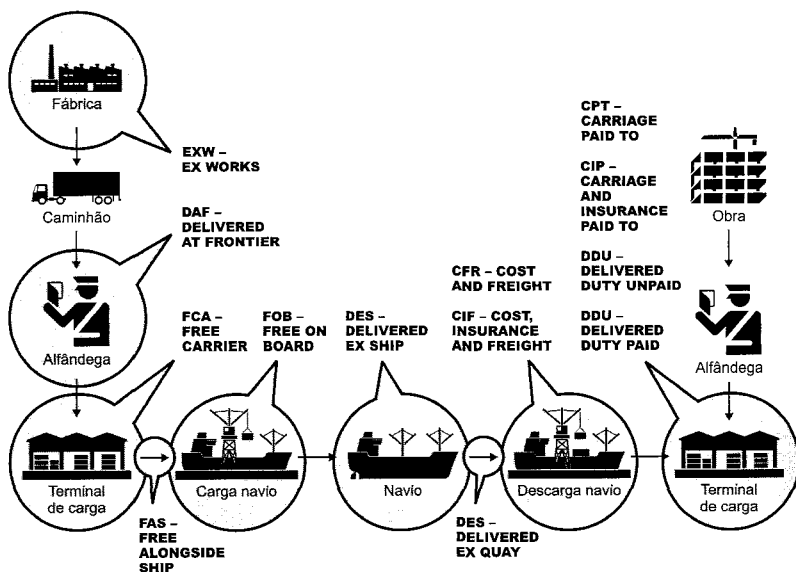 Fábrica
EXW –
EX WORKS
Caminhão
DAF –
DELIVERED
AT FRONTIER
Alfândega
FCA –
FREE
CARRIER
Terminal
de carga
FAS –
FREE
ALONGSIDE
SHIP
FOB –
FREE ON
BOARD
Carga navio
DES –
DELIVERED
EX SHIP
Navio
DES –
DELIVERED
EX QUAY
CFR – COST
AND FREIGHT
CIF – COST,
INSURANCE
AND FREIGHT
Descarga navio
CPT –
CARRIAGE
PAID TO
CIP –
CARRIAGE
AND
INSURANCE
PAID TO
DDU –
DELIVERED
DUTY UNPAID
DDU –
DELIVERED
DUTY PAID
Obra
Alfândega
Terminal
de carga